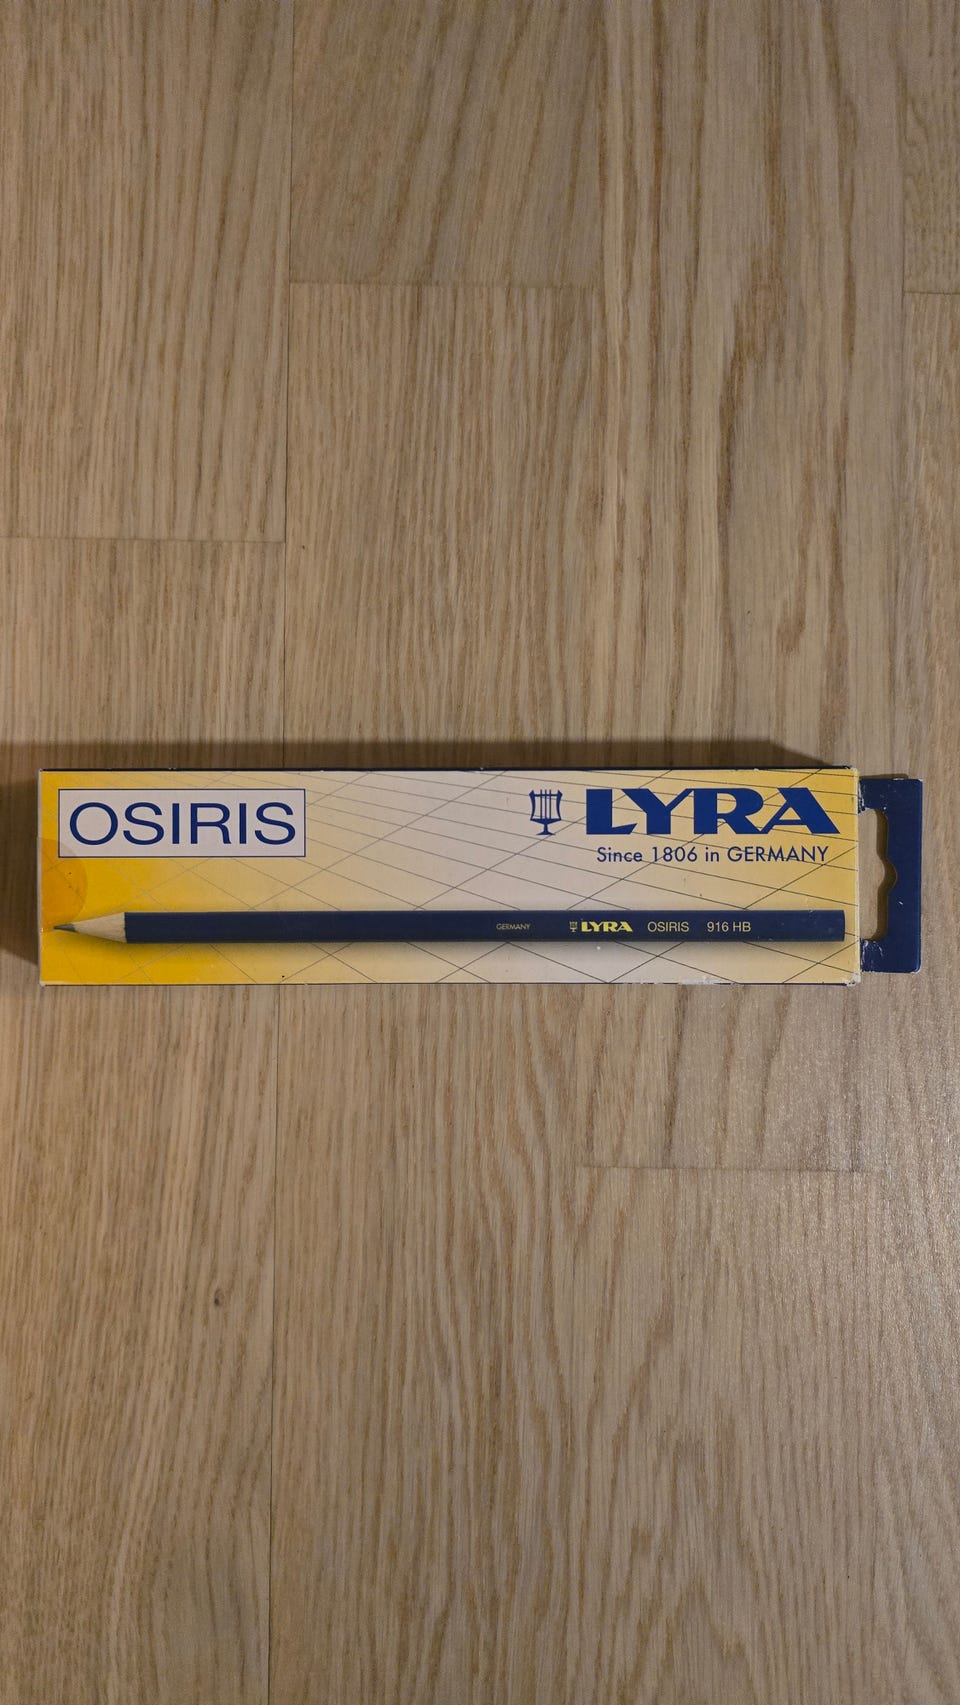 OSIRIS
LYRA
Since 1806 in GERMANY
GERMANY LYRA OSIRIS 916 HB